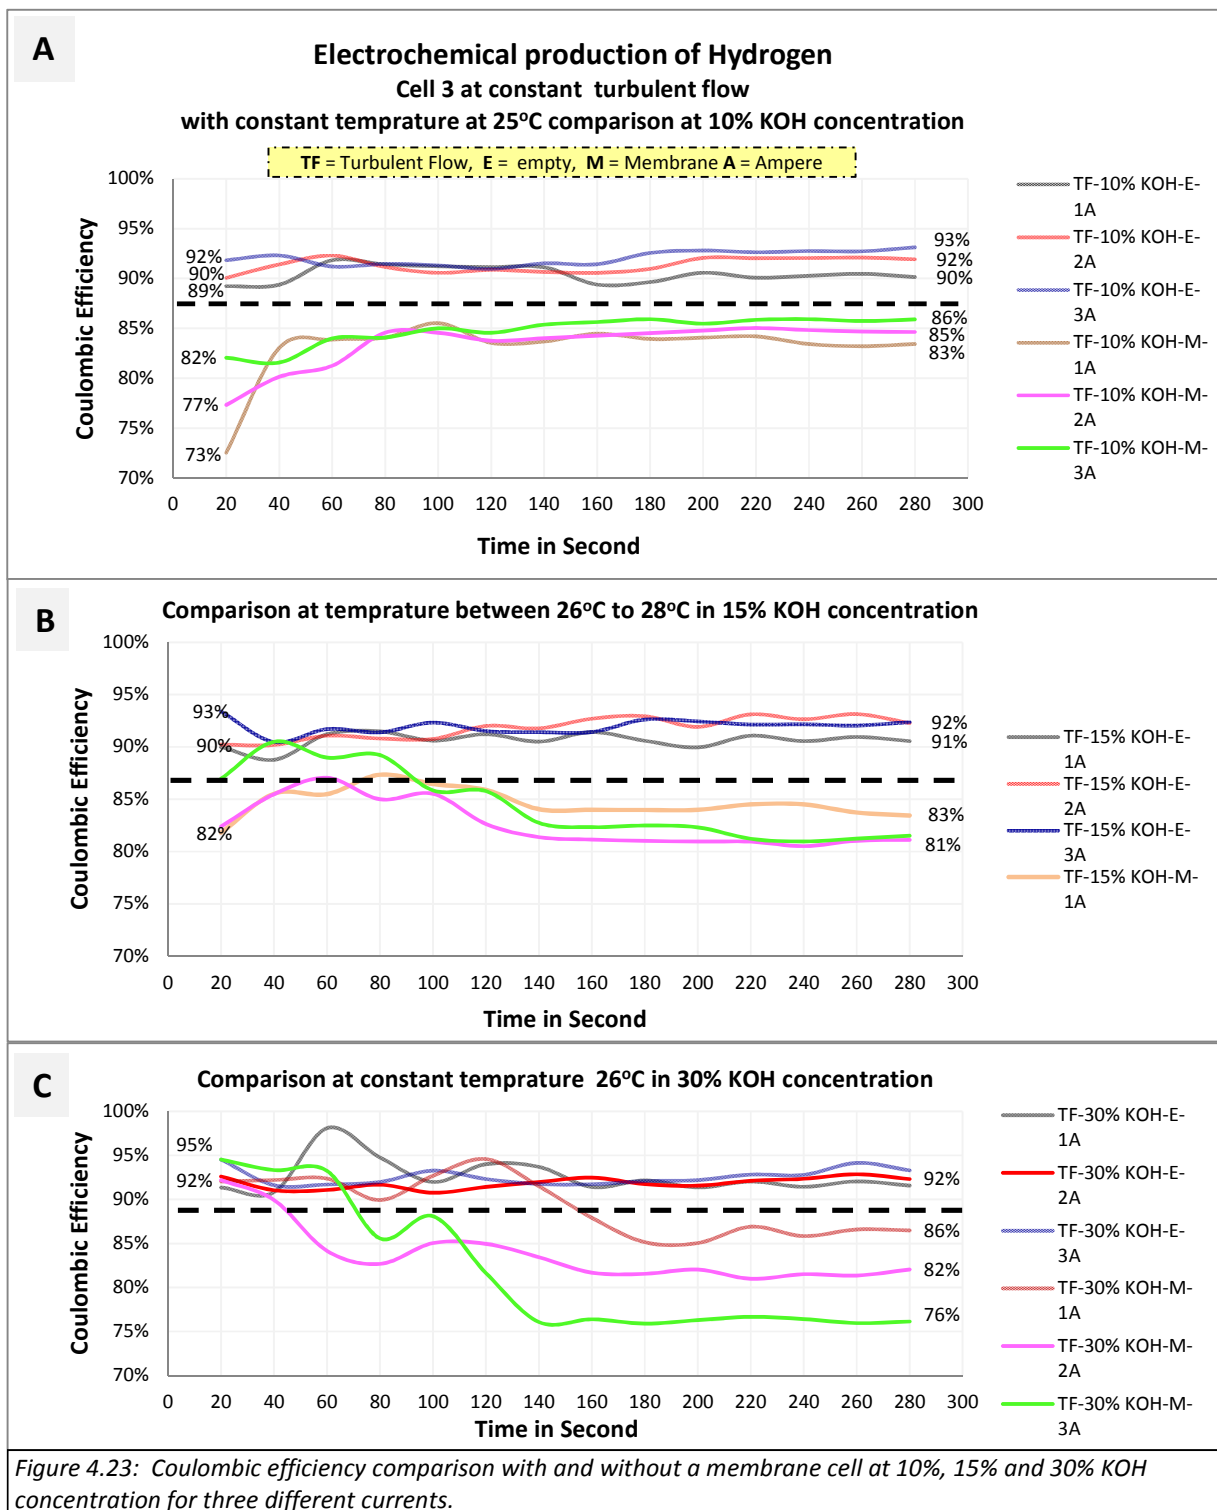 A
Electrochemical production of Hydrogen
Cell 3 at constant turbulent flow
with constant temprature at 25°C comparison at 10% KOH concentration
TF = Turbulent Flow, E = empty, M = Membrane A = Ampere
Coulombic Efficiency
100%
95%
90%
85%
80%
75%
70%
92%
90%
89%
82%
77%
73%
93%
92%
90%
86%
85%
83%
0 20 40 60 80 100 120 140 160 180 200 220 240 260 280 300
Time in Second
TF-10% KOH-E-
1A
TF-10% KOH-E-
2A
TF-10% KOH-E-
3A
TF-10% KOH-M-
1A
TF-10% KOH-M-
2A
TF-10% KOH-M-
3A
B
Comparison at temprature between 26°C to 28°C in 15% KOH concentration
Coulombic Efficiency
100%
95%
90%
85%
80%
75%
70%
93%
90%
82%
92%
91%
83%
81%
0 20 40 60 80 100 120 140 160 180 200 220 240 260 280 300
Time in Second
TF-15% KOH-E-
1A
TF-15% KOH-E-
2A
TF-15% KOH-E-
3A
TF-15% KOH-M-
1A
C
Comparison at constant temprature 26°C in 30% KOH concentration
Coulombic Efficiency
100%
95%
90%
85%
80%
75%
70%
95%
92%
92%
86%
82%
76%
0 20 40 60 80 100 120 140 160 180 200 220 240 260 280 300
Time in Second
TF-30% KOH-E-
1A
TF-30% KOH-E-
2A
TF-30% KOH-E-
3A
TF-30% KOH-M-
1A
TF-30% KOH-M-
2A
TF-30% KOH-M-
3A
Figure 4.23: Coulombic efficiency comparison with and without a membrane cell at 10%, 15% and 30% KOH
concentration for three different currents.